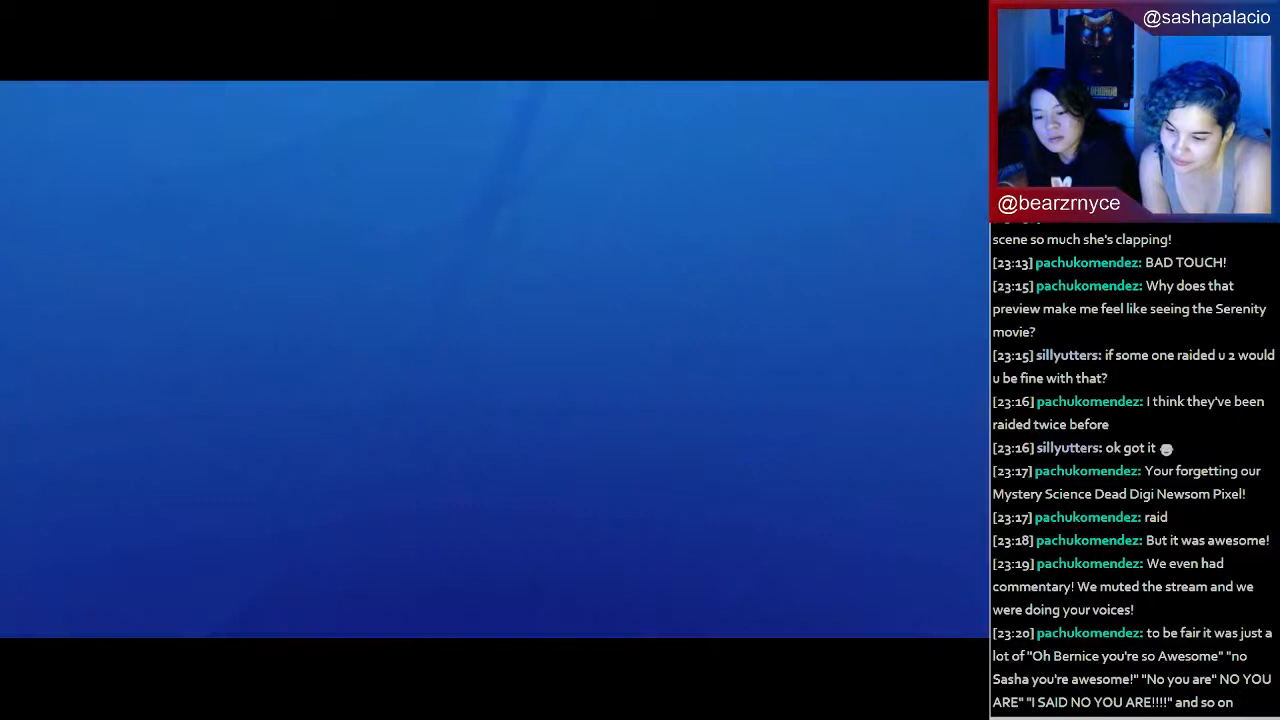 @sashapalacio
@bearzrnyce
scene so much she's clapping!
[23:13] pachukomendez: BAD TOUCH!
[23:15] pachukomendez: Why does that
preview make me feel like seeing the Serenity
movie?
[23:15] sillyutters: if some one raided u 2 would
u be fine with that?
[23:16] pachukomendez: I think they've been
raided twice before
[23:16] sillyutters: ok got it
[23:17] pachukomendez: Your forgetting our
Mystery Science Dead Digi Newsom Pixel!
[23:17] pachukomendez: raid
[23:18] pachukomendez: But it was awesome!
[23:19] pachukomendez: We even had
commentary! We muted the stream and we
were doing your voices!
[23:20] pachukomendez: to be fair it was just a
lot of "Oh Bernice you're so Awesome" "no
Sasha you're awesome!" "No you are" NO YOU
ARE" "I SAID NO YOU ARE!!!!" and so on